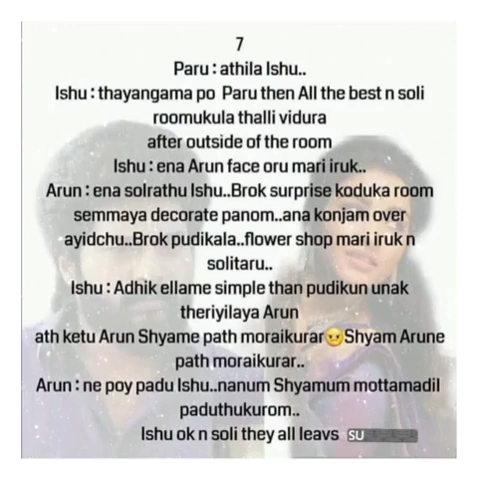 7
Paru : athila Ishu..
Ishu : thayangama po Paru then All the best n soli
roomukula thalli vidura
after outside of the room
Ishu : ena Arun face oru mari iruk..
Arun : ena solrathu Ishu..Brok surprise koduka room
semmaya decorate panom..ana konjam over
ayidchu..Brok pudikala..flower shop mari iruk n
solitaru..
Ishu : Adhik ellame simple than pudikun unak
theriyilaya Arun
ath ketu Arun Shyame path moraikurar😠Shyam Arune
path moraikurar..
Arun : ne poy padu Ishu..nanum Shyamum mottamadil
paduthukurom..
Ishu ok n soli they all leavs SU